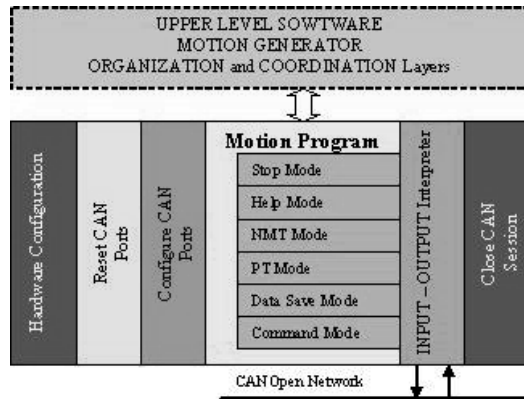 UPPER LEVEL SOWTWARE
MOTION GENERATOR
ORGANIZATION and COORDINATION Layers
Hardware Configuration
Reset CAN
Ports
Configure CAN
Ports
Motion Program
Stop Mode
Help Mode
NMT Mode
PT Mode
Data Save Mode
Command Mode
INPUT – OUTPUT Interpreter
Close CAN
Session
CAN Open Network